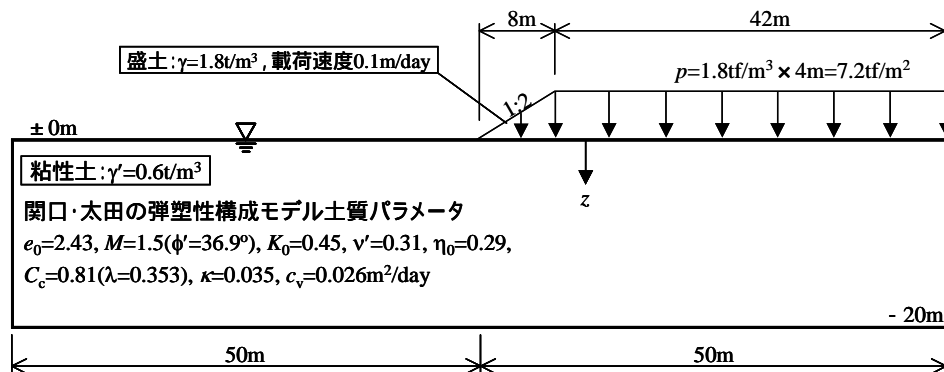 8m
42m
盛土:γ=1.8t/m³, 載荷速度0.1m/day
p=1.8tf/m³×4m=7.2tf/m²
1:2
±0m
粘性土:γ′=0.6t/m³
z
関口・太田の弾塑性構成モデル土質パラメータ
e₀=2.43, M=1.5(ϕ′=36.9º), K₀=0.45, ν′=0.31, η₀=0.29,
C_c=0.81(λ=0.353), κ=0.035, c_v=0.026m²/day
- 20m
50m
50m